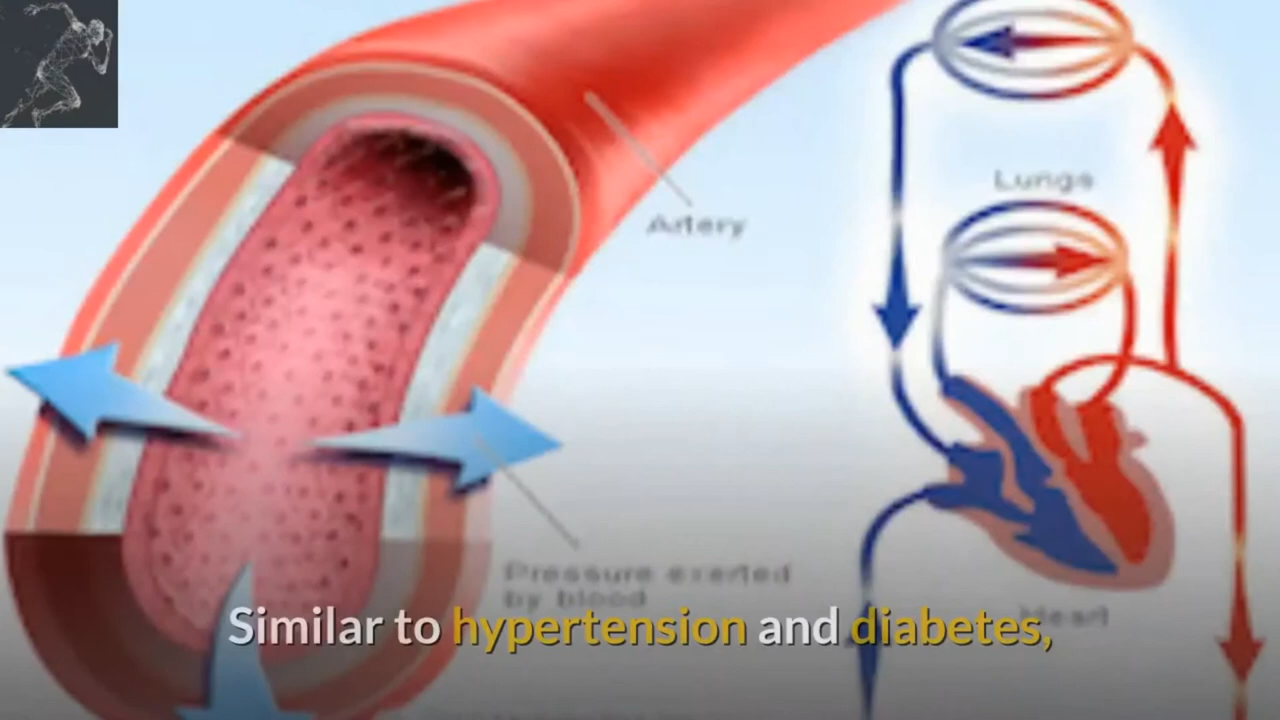 Lungs
Artery
Pressure exerted
by blood
Heart
Similar to hypertension and diabetes,